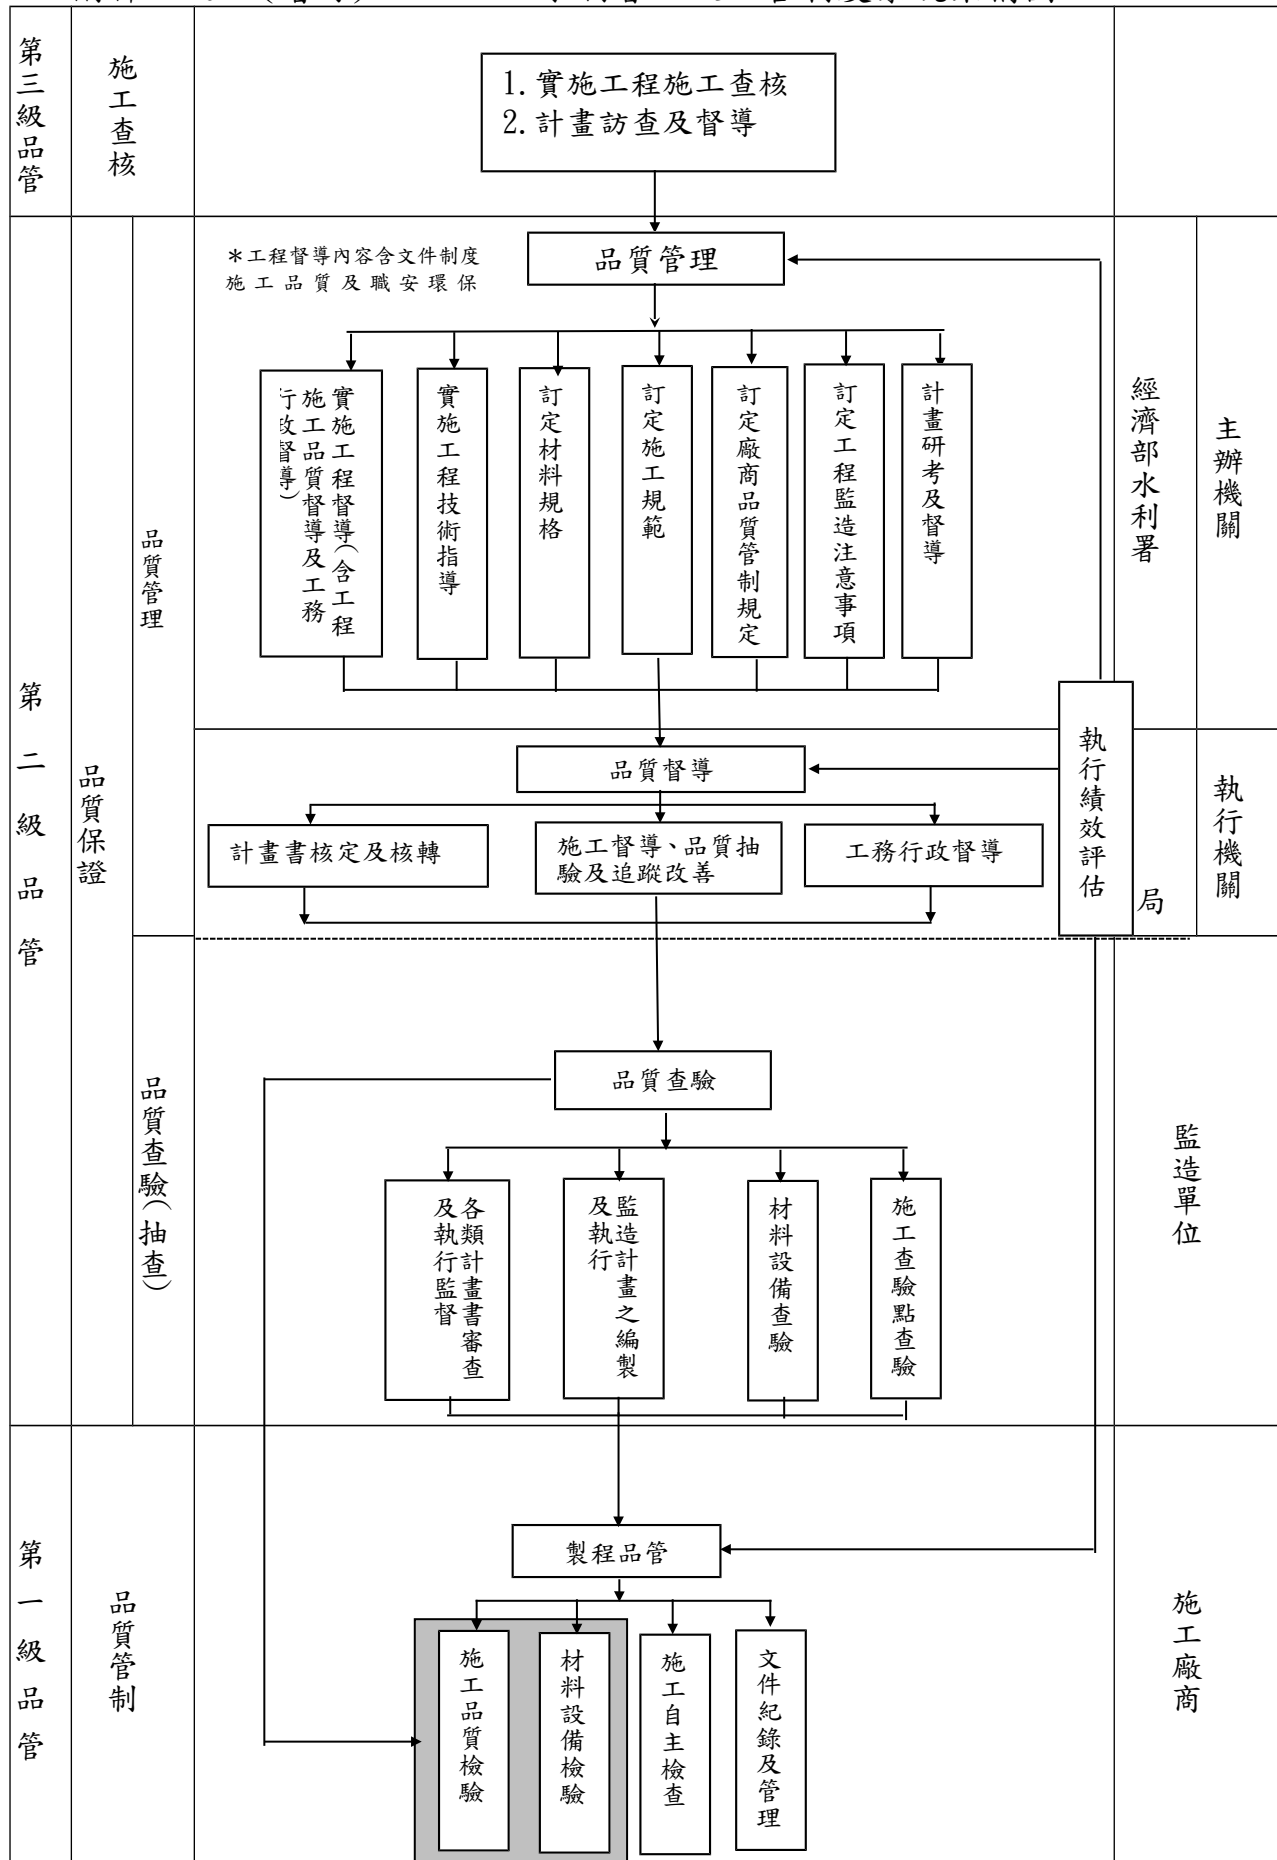 第三級品管
施工查核
1. 實施工程施工查核
2. 計畫訪查及督導
第二級品管
品質保證
品質管理
＊工程督導內容含文件制度
施工品質及職安環保
品質管理
實施工程督導(含工程
施工品質督導及工務
行政督導)
實施工程技術指導
訂定材料規格
訂定施工規範
訂定廠商品質管制規定
訂定工程監造注意事項
計畫研考及督導
經濟部水利署
主辦機關
品質督導
計畫書核定及核轉
施工督導、品質抽
驗及追蹤改善
工務行政督導
執行績效評估
局
執行機關
品質查驗(抽查)
品質查驗
各類計畫書審查
及執行監督
監造計畫之編製
及執行
材料設備查驗
施工查驗點查驗
監造單位
第一級品管
品質管制
製程品管
施工品質檢驗
材料設備檢驗
施工自主檢查
文件紀錄及管理
施工廠商